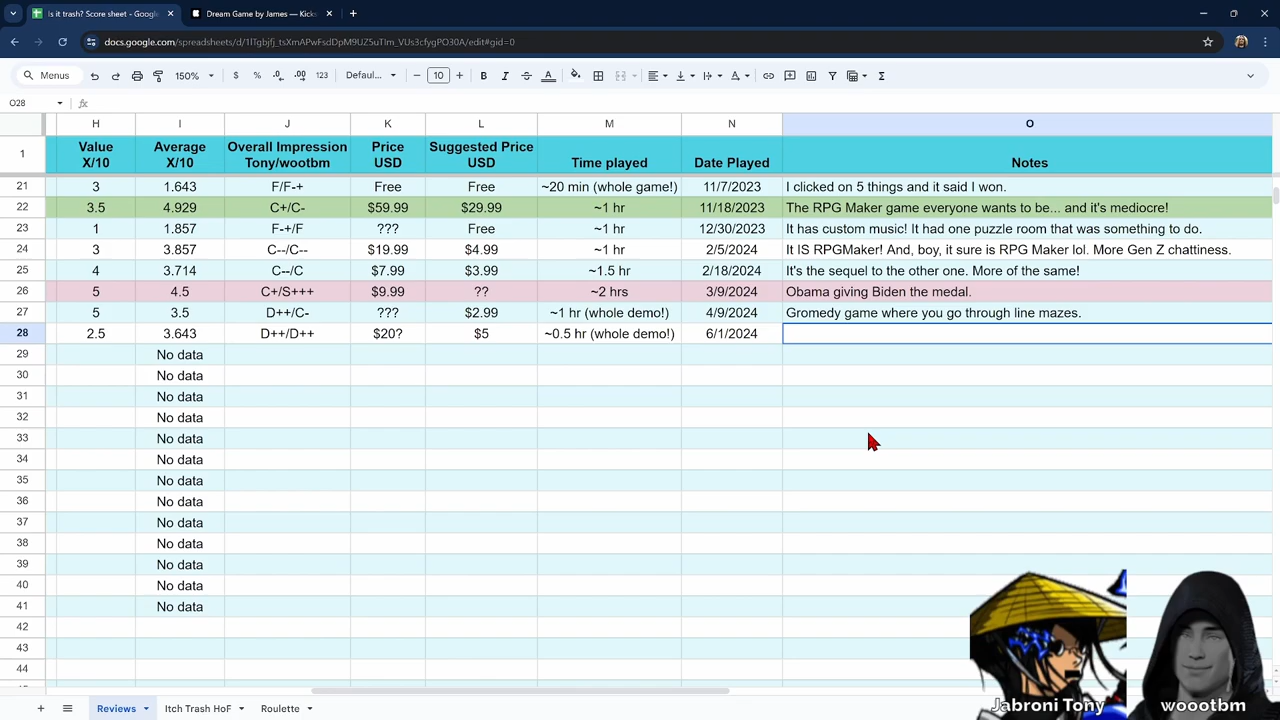 Is it trash? Score sheet - Google
Dream Game by James — Kicks
docs.google.com/spreadsheets/d/
Menus 150% $ % .0 .00 123 Defaul... 10 B I A
O28 fx
H I J K L M N O
1 Value X/10 Average X/10 Overall Impression Tony/wootbm Price USD Suggested Price USD Time played Date Played Notes
21 3 1.643 F/F-+ Free Free ~20 min (whole game!) 11/7/2023 I clicked on 5 things and it said I won.
22 3.5 4.929 C+/C- $59.99 $29.99 ~1 hr 11/18/2023 The RPG Maker game everyone wants to be... and it's mediocre!
23 1 1.857 F-+/F ??? Free ~1 hr 12/30/2023 It has custom music! It had one puzzle room that was something to do.
24 3 3.857 C--/C-- $19.99 $4.99 ~1 hr 2/5/2024 It IS RPGMaker! And, boy, it sure is RPG Maker lol. More Gen Z chattiness.
25 4 3.714 C--/C $7.99 $3.99 ~1.5 hr 2/18/2024 It's the sequel to the other one. More of the same!
26 5 4.5 C+/S+++ $9.99 ?? ~2 hrs 3/9/2024 Obama giving Biden the medal.
27 5 3.5 D++/C- ??? $2.99 ~1 hr (whole demo!) 4/9/2024 Gromedy game where you go through line mazes.
28 2.5 3.643 D++/D++ $20? $5 ~0.5 hr (whole demo!) 6/1/2024
29 No data
30 No data
31 No data
32 No data
33 No data
34 No data
35 No data
36 No data
37 No data
38 No data
39 No data
40 No data
41 No data
42
43
44
Jabroni Tony woootbm
Reviews Itch Trash HoF Roulette